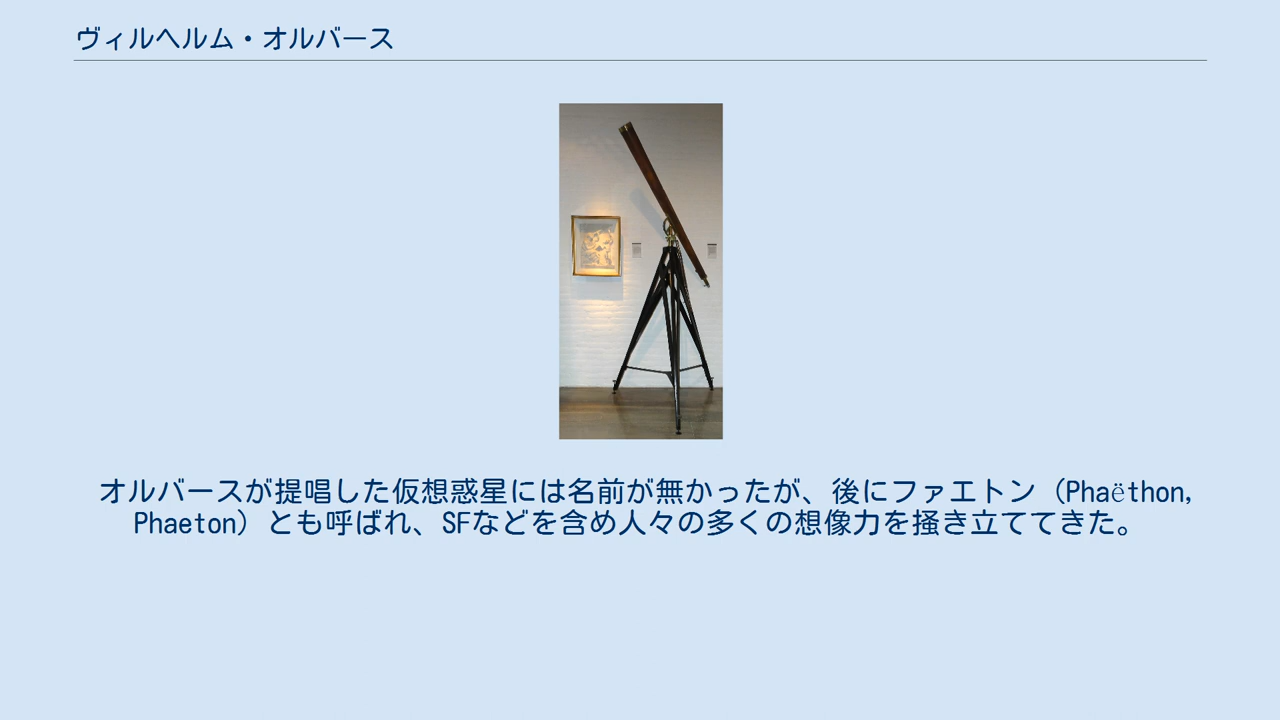 ヴィルヘルム・オルバース
オルバースが提唱した仮想惑星には名前が無かったが、後にファエトン（Phaëthon,
Phaeton）とも呼ばれ、SFなどを含め人々の多くの想像力を掻き立ててきた。